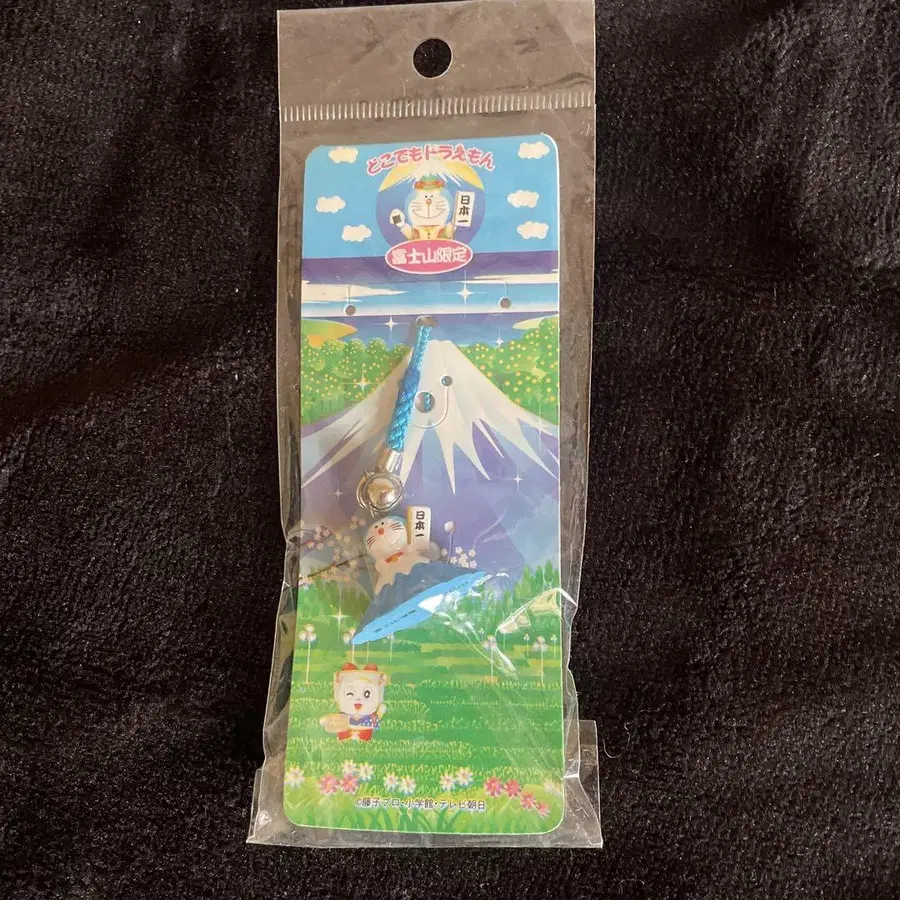 どこでもドラえもん
日本一
富士山限定
日本一
©藤子プロ・小学館・テレビ朝日